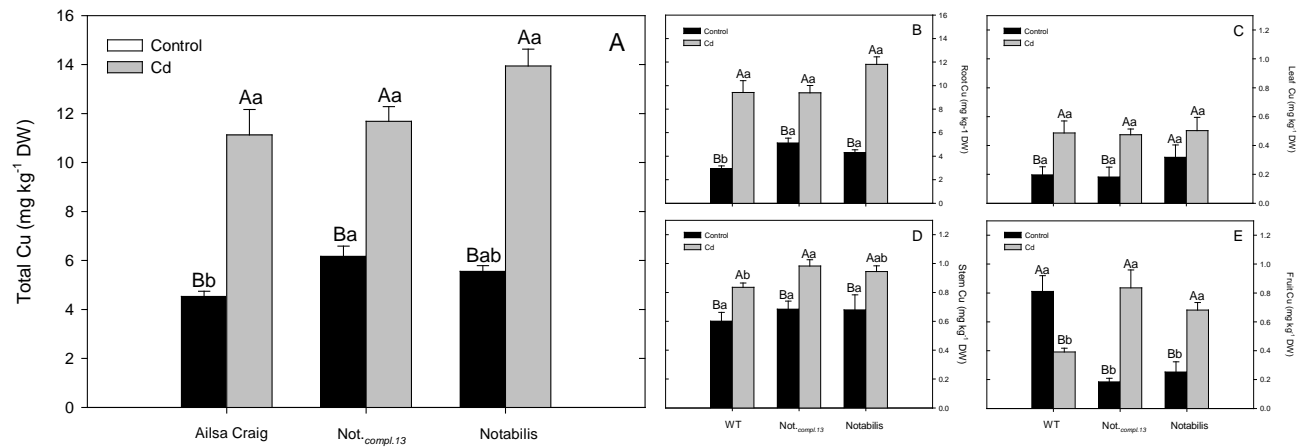 A
Control
Cd
Total Cu (mg kg⁻¹ DW)
16
14
12
10
8
6
4
2
0
Bb
Aa
Ba
Aa
Bab
Aa
Ailsa Craig
Not.compl.13
Notabilis
B
Control
Cd
Bb
Aa
Ba
Aa
Ba
Aa
16
14
12
10
8
6
4
2
0
Root Cu (mg kg-1 DW)
C
Control
Cd
Ba
Aa
Ba
Aa
Aa
Aa
1.2
1.0
0.8
0.6
0.4
0.2
0.0
Leaf Cu (mg kg⁻¹ DW)
D
Control
Cd
Ba
Ab
Ba
Aa
Ba
Aab
1.2
1.0
0.8
0.6
0.4
0.2
0.0
Stem Cu (mg kg⁻¹ DW)
WT
Not.compl.13
Notabilis
E
Control
Cd
Aa
Bb
Bb
Aa
Bb
Aa
1.2
1.0
0.8
0.6
0.4
0.2
0.0
Fruit Cu (mg kg⁻¹ DW)
WT
Not.compl.13
Notabilis